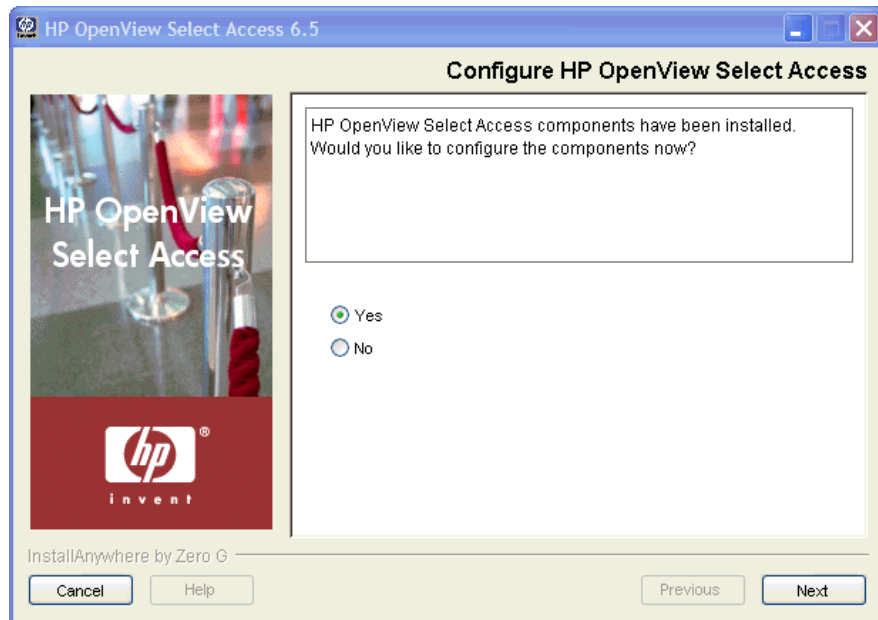 HP OpenView Select Access 6.5
Configure HP OpenView Select Access
HP OpenView
Select Access
hp ®
invent
HP OpenView Select Access components have been installed.
Would you like to configure the components now?
Yes
No
InstallAnywhere by Zero G
Cancel
Help
Previous
Next